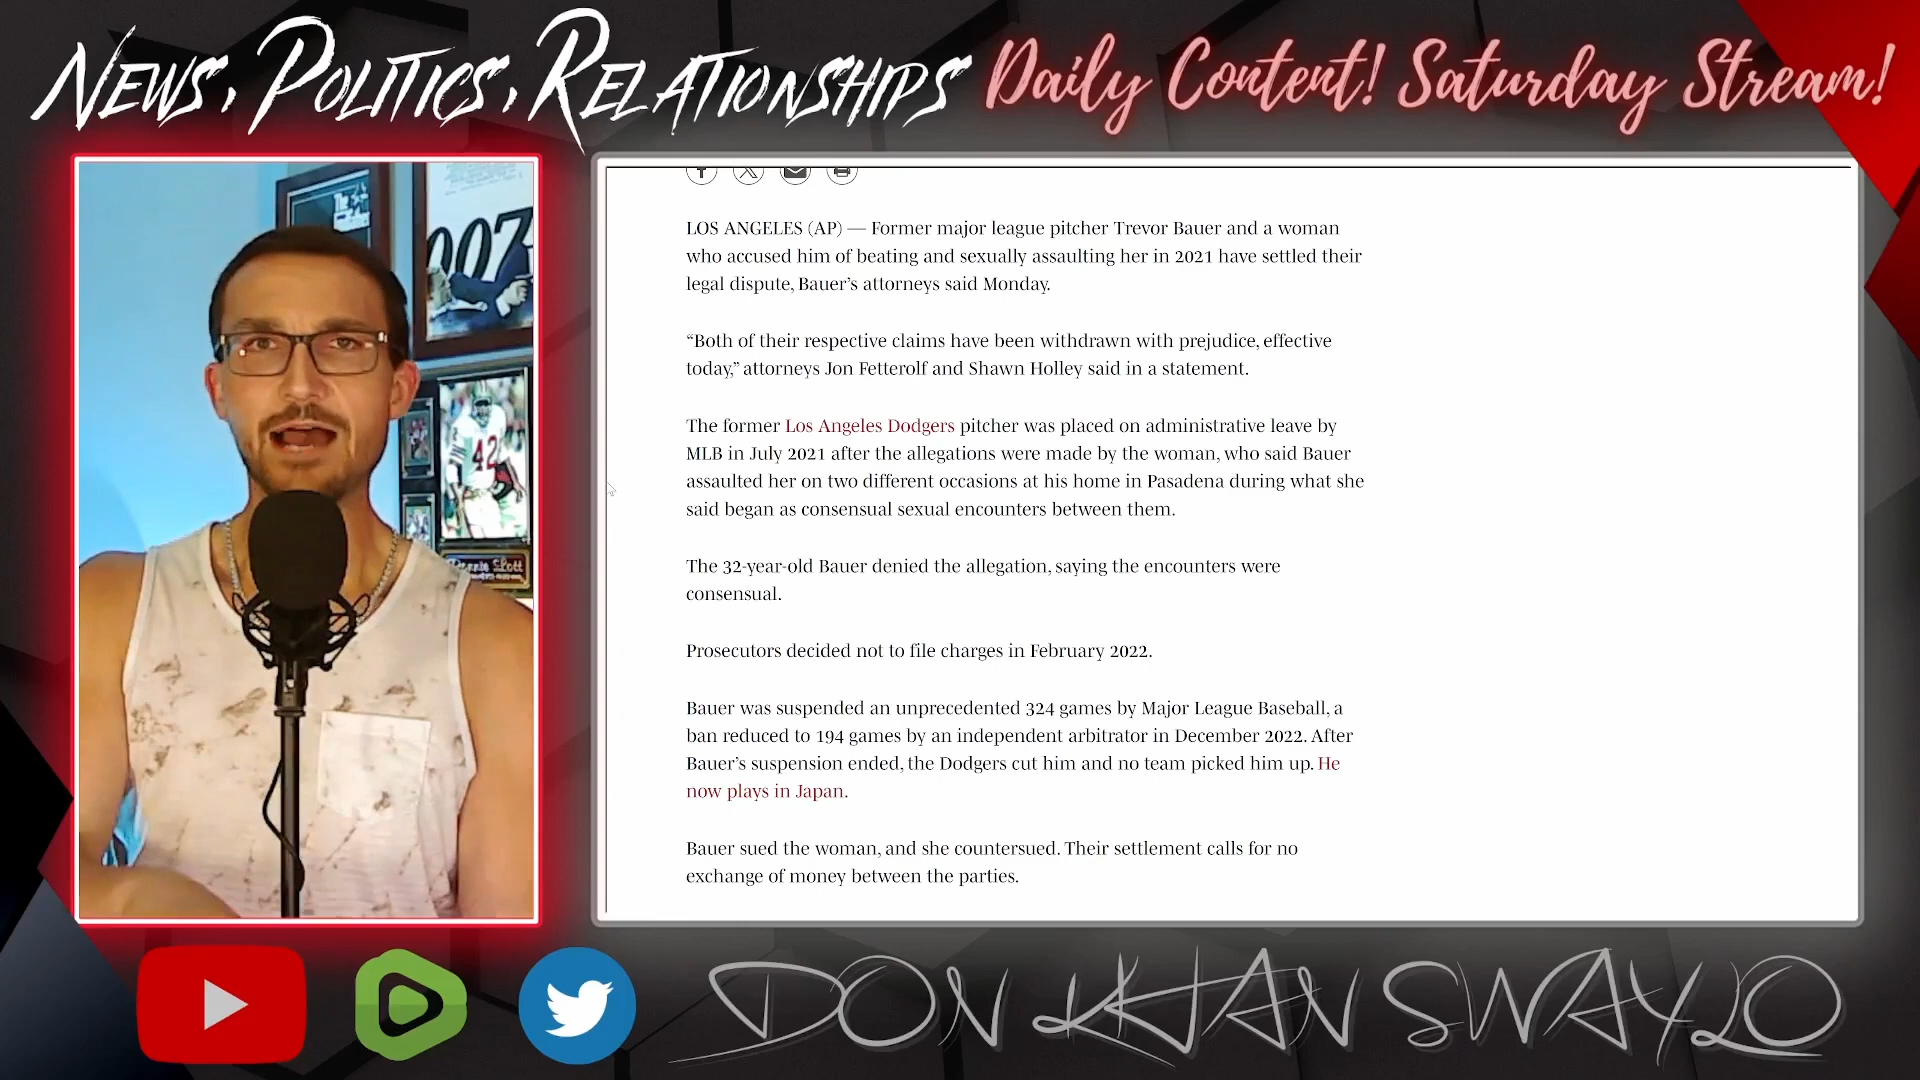 NEWS, POLITICS, RELATIONSHIPS Daily Content! Saturday Stream!
The
007
42
LOS ANGELES (AP) — Former major league pitcher Trevor Bauer and a woman
who accused him of beating and sexually assaulting her in 2021 have settled their
legal dispute, Bauer’s attorneys said Monday.
“Both of their respective claims have been withdrawn with prejudice, effective
today,” attorneys Jon Fetterolf and Shawn Holley said in a statement.
The former Los Angeles Dodgers pitcher was placed on administrative leave by
MLB in July 2021 after the allegations were made by the woman, who said Bauer
assaulted her on two different occasions at his home in Pasadena during what she
said began as consensual sexual encounters between them.
The 32-year-old Bauer denied the allegation, saying the encounters were
consensual.
Prosecutors decided not to file charges in February 2022.
Bauer was suspended an unprecedented 324 games by Major League Baseball, a
ban reduced to 194 games by an independent arbitrator in December 2022. After
Bauer’s suspension ended, the Dodgers cut him and no team picked him up. He
now plays in Japan.
Bauer sued the woman, and she countersued. Their settlement calls for no
exchange of money between the parties.
DON KHAN SWAYLO